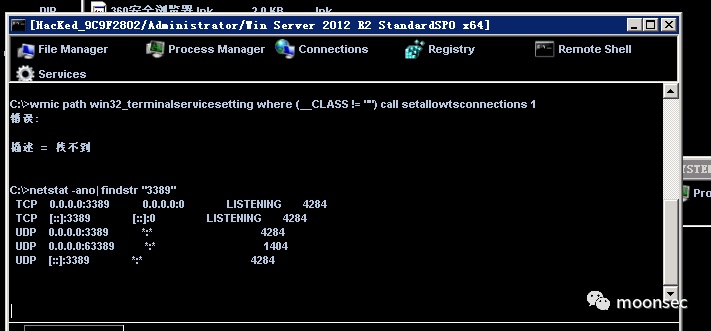 DIP
360安全浏览器.lnk 2.0 KB .lnk
[HacKed_9C9F2802/Administrator/Win Server 2012 R2 StandardSP0 x64]
File Manager Process Manager Connections Registry Remote Shell
Services
C:\>wmic path win32_terminalservicesetting where (__CLASS != "") call setallowtsconnections 1
错误:
描述 = 找不到
C:\>netstat -ano| findstr "3389"
TCP 0.0.0.0:3389 0.0.0.0:0 LISTENING 4284
TCP [::]:3389 [::]:0 LISTENING 4284
UDP 0.0.0.0:3389 *:* 4284
UDP 0.0.0.0:63389 *:* 1404
UDP [::]:3389 *:* 4284
Pro
moonsec